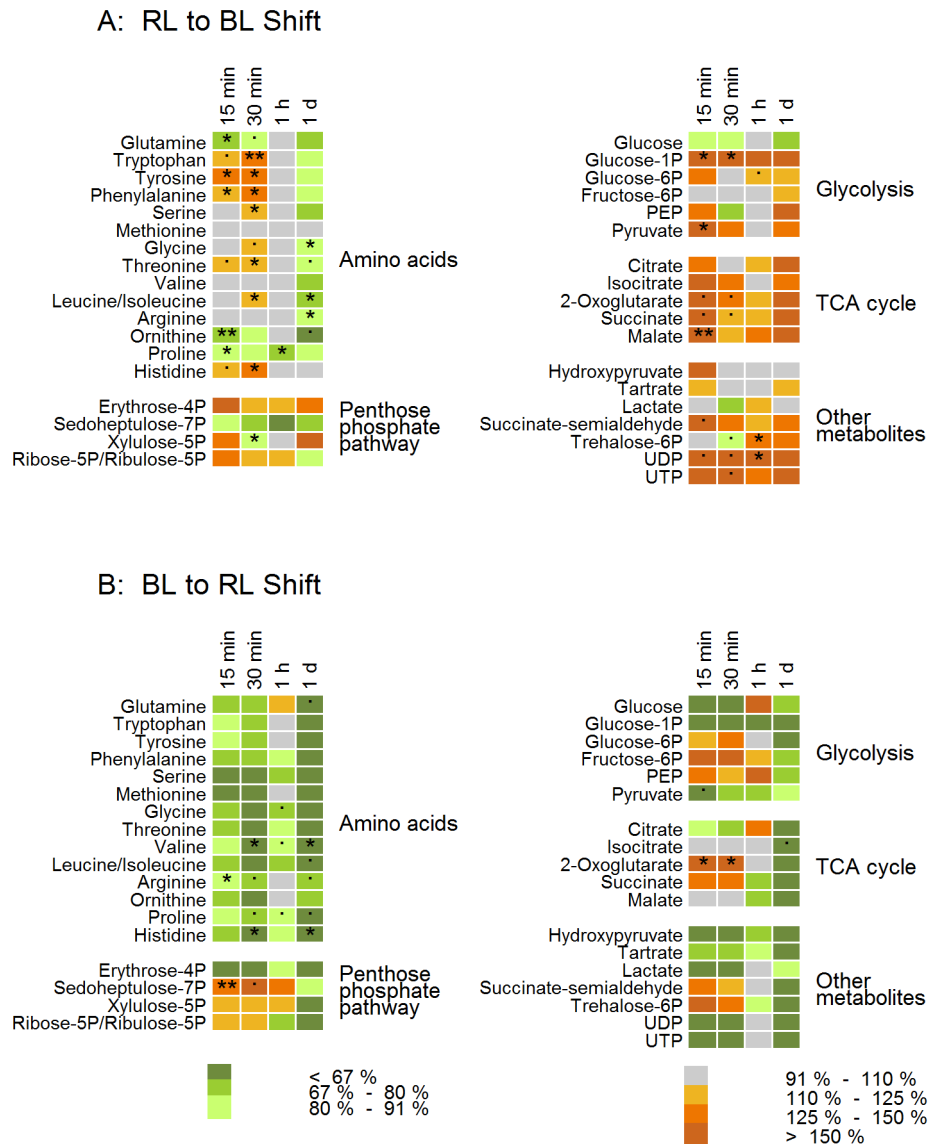 A: RL to BL Shift
15 min
30 min
1 h
1 d
Glutamine * .
Tryptophan . **
Tyrosine * *
Phenylalanine * *
Serine *
Methionine
Glycine . *
Threonine . * .
Valine
Leucine/Isoleucine * *
Arginine *
Ornithine ** .
Proline * *
Histidine . *
Amino acids
Erythrose-4P
Sedoheptulose-7P
Xylulose-5P *
Ribose-5P/Ribulose-5P
Penthose
phosphate
pathway
15 min
30 min
1 h
1 d
Glucose
Glucose-1P * *
Glucose-6P .
Fructose-6P
PEP
Pyruvate *
Glycolysis
Citrate
Isocitrate
2-Oxoglutarate . .
Succinate . .
Malate **
TCA cycle
Hydroxypyruvate
Tartrate
Lactate
Succinate-semialdehyde .
Trehalose-6P . *
UDP . . *
UTP .
Other
metabolites
B: BL to RL Shift
15 min
30 min
1 h
1 d
Glutamine .
Tryptophan
Tyrosine
Phenylalanine
Serine
Methionine
Glycine .
Threonine
Valine * . *
Leucine/Isoleucine .
Arginine * . .
Ornithine
Proline . . .
Histidine * *
Amino acids
Erythrose-4P
Sedoheptulose-7P ** .
Xylulose-5P
Ribose-5P/Ribulose-5P
Penthose
phosphate
pathway
15 min
30 min
1 h
1 d
Glucose
Glucose-1P
Glucose-6P
Fructose-6P
PEP
Pyruvate .
Glycolysis
Citrate
Isocitrate .
2-Oxoglutarate * *
Succinate
Malate
TCA cycle
Hydroxypyruvate
Tartrate
Lactate
Succinate-semialdehyde
Trehalose-6P
UDP
UTP
Other
metabolites
< 67 %
67 % - 80 %
80 % - 91 %
91 % - 110 %
110 % - 125 %
125 % - 150 %
> 150 %